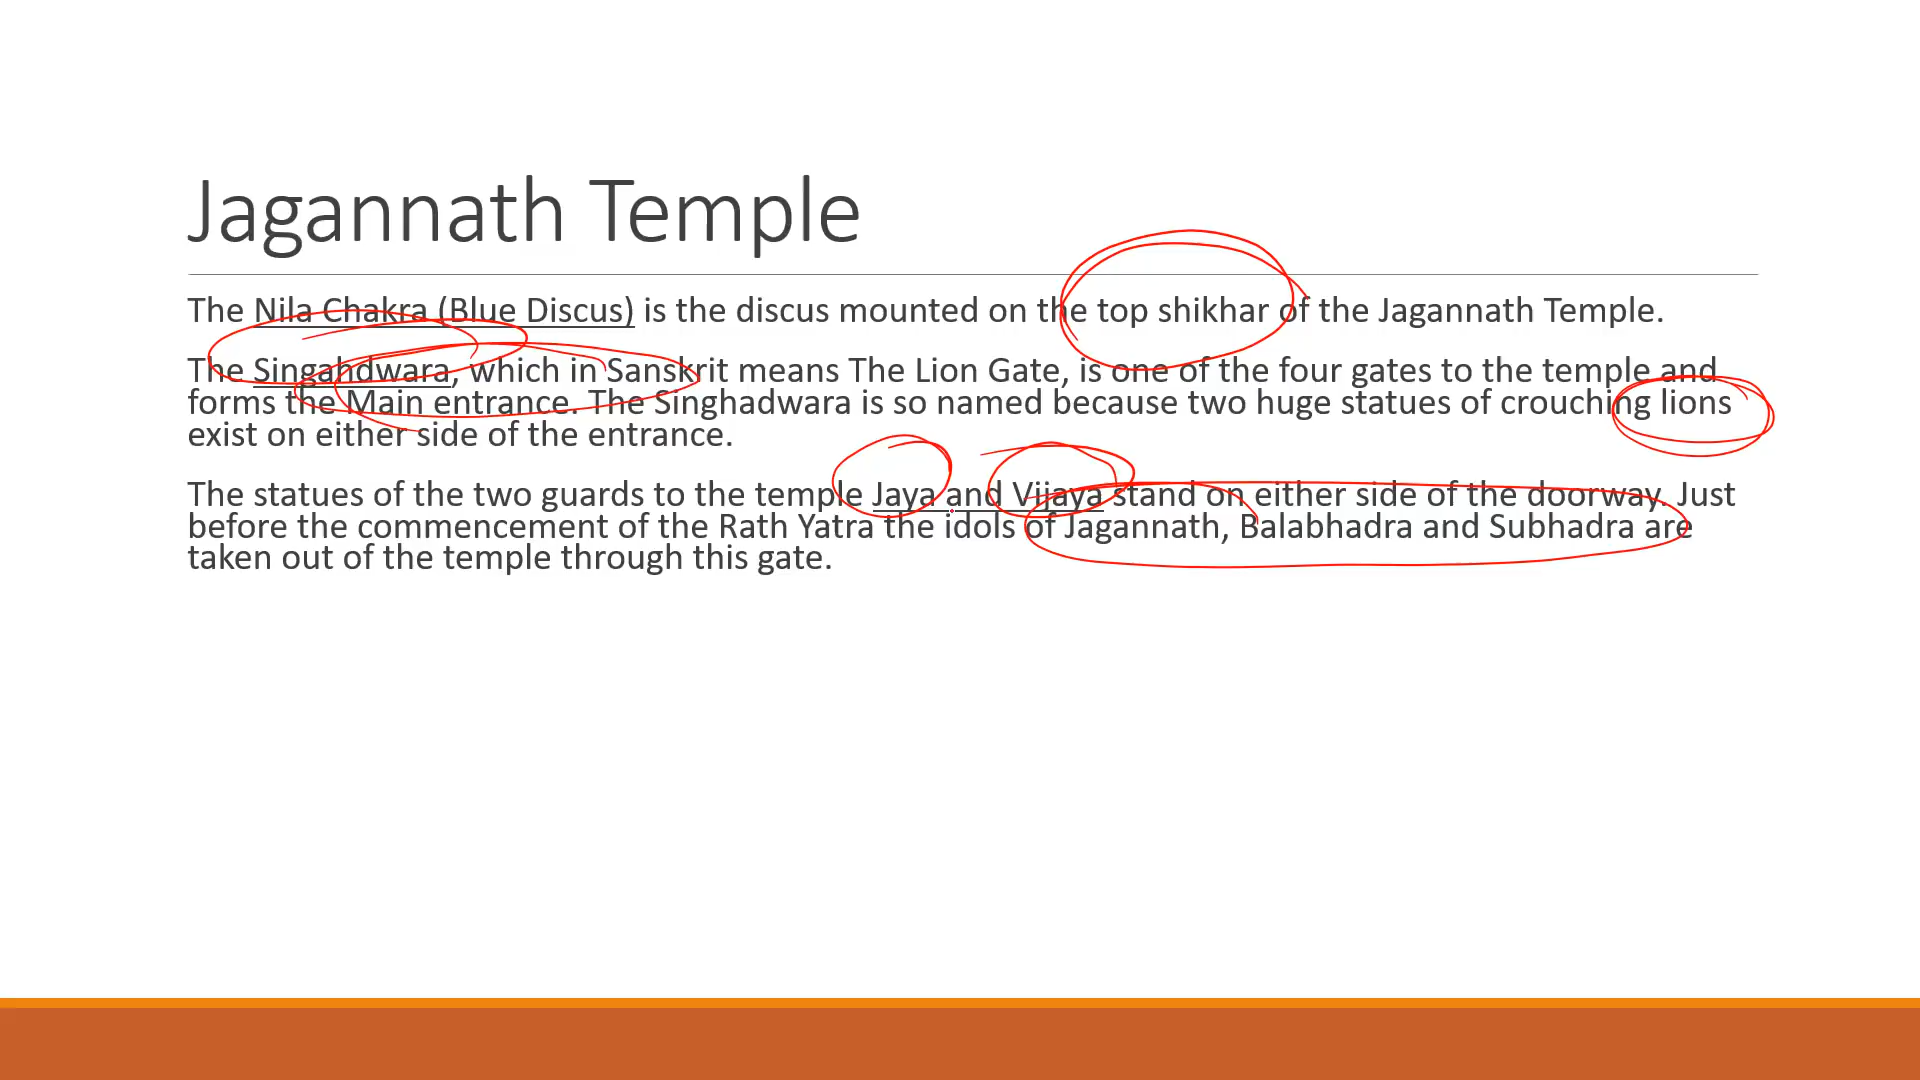 Jagannath Temple
The Nila Chakra (Blue Discus) is the discus mounted on the top shikhar of the Jagannath Temple.
The Singahdwara, which in Sanskrit means The Lion Gate, is one of the four gates to the temple and
forms the Main entrance. The Singhadwara is so named because two huge statues of crouching lions
exist on either side of the entrance.
The statues of the two guards to the temple Jaya and Vijaya stand on either side of the doorway. Just
before the commencement of the Rath Yatra the idols of Jagannath, Balabhadra and Subhadra are
taken out of the temple through this gate.